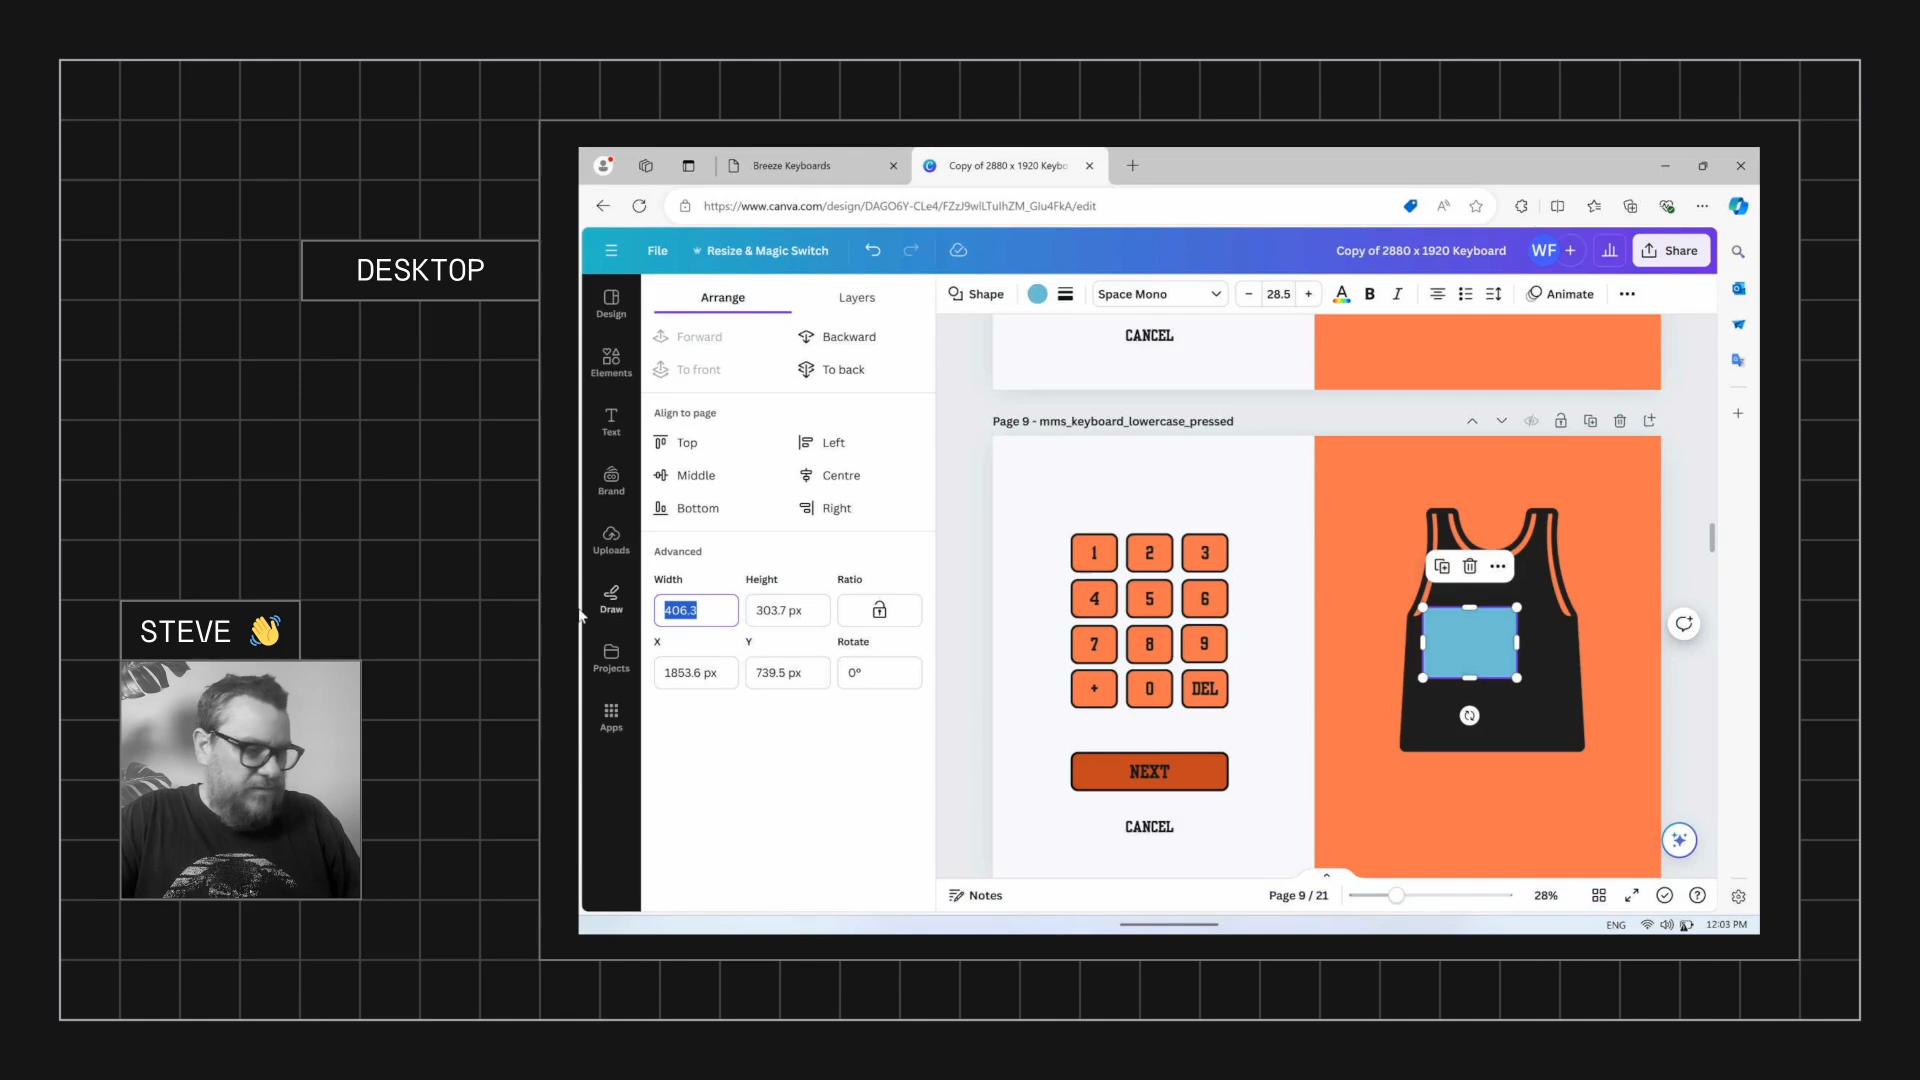 DESKTOP
STEVE 👋
Breeze Keyboards
Copy of 2880 x 1920 Keybo
https://www.canva.com/design/DAGO6Y-CLe4/FZzJ9wlLTuIhZM_GIu4FkA/edit
File
Resize & Magic Switch
Copy of 2880 x 1920 Keyboard
WF
Share
Design
Elements
Text
Brand
Uploads
Draw
Projects
Apps
Arrange
Layers
Forward
Backward
To front
To back
Align to page
Top
Left
Middle
Centre
Bottom
Right
Advanced
Width
Height
Ratio
406.3
303.7 px
X
Y
Rotate
1853.6 px
739.5 px
0°
Shape
Space Mono
– 28.5 +
A
B
I
Animate
CANCEL
Page 9 - mms_keyboard_lowercase_pressed
1 2 3
4 5 6
7 8 9
+ 0 DEL
NEXT
CANCEL
Notes
Page 9 / 21
28%
ENG
12:03 PM